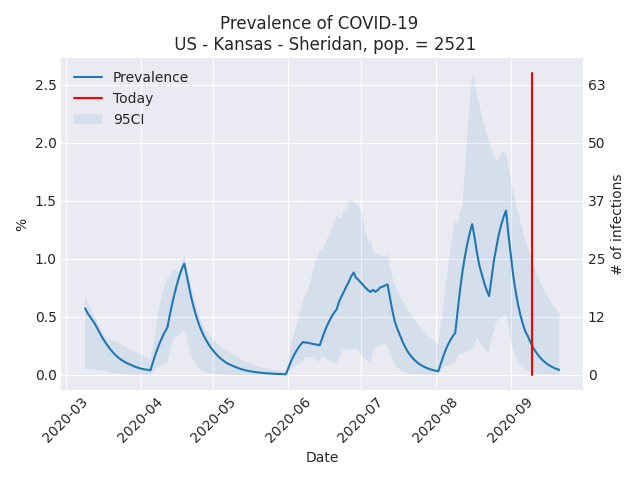 Prevalence of COVID-19
US - Kansas - Sheridan, pop. = 2521
Prevalence
Today
95CI
2.5
2.0
1.5
1.0
0.5
0.0
%
63
50
37
25
12
0
# of infections
2020-03
2020-04
2020-05
2020-06
2020-07
2020-08
2020-09
Date